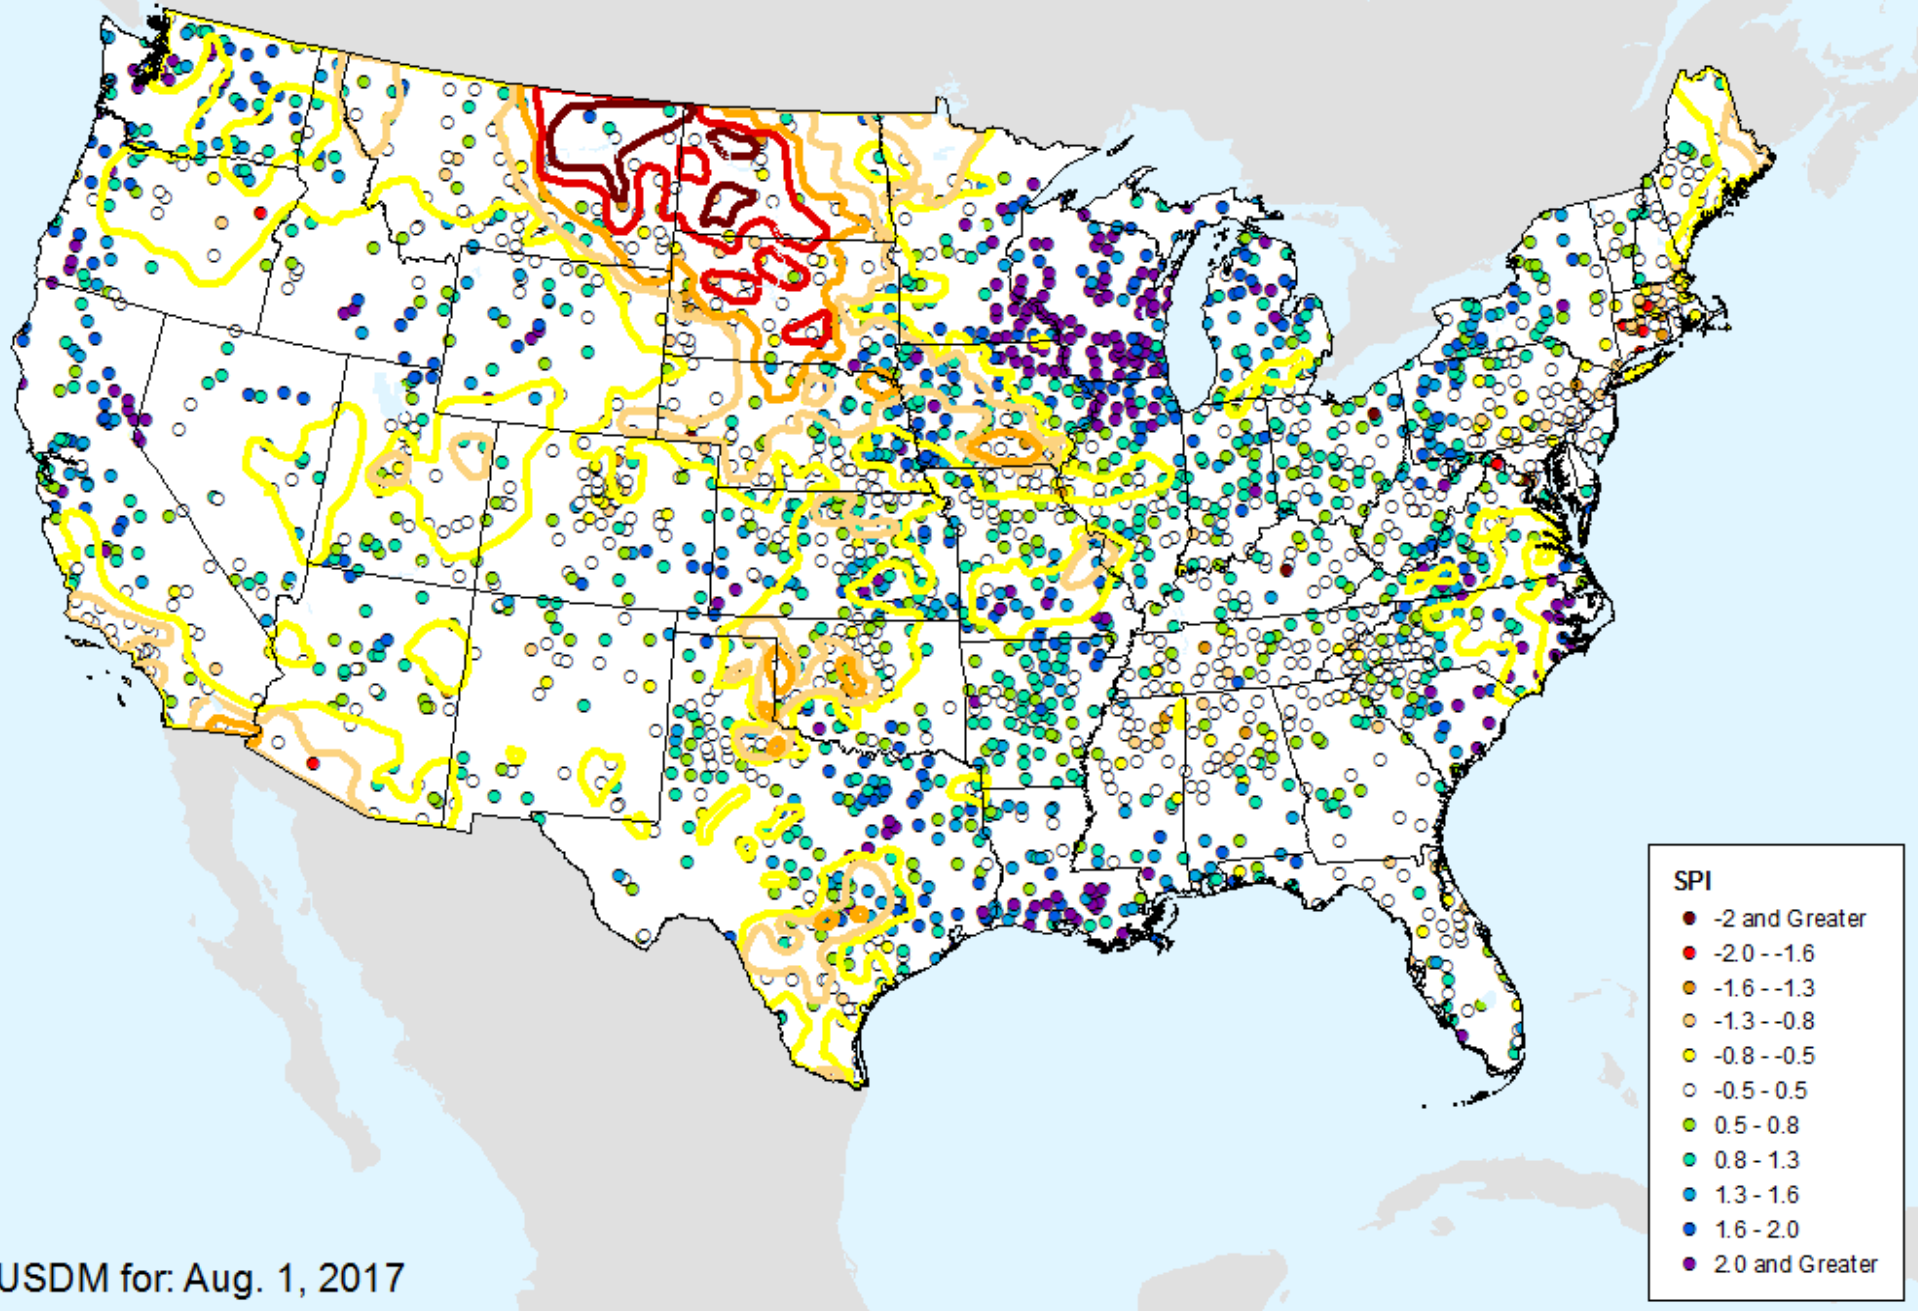 SPI
-2 and Greater
-2.0 - -1.6
-1.6 - -1.3
-1.3 - -0.8
-0.8 - -0.5
-0.5 - 0.5
0.5 - 0.8
0.8 - 1.3
1.3 - 1.6
1.6 - 2.0
2.0 and Greater
USDM for: Aug. 1, 2017